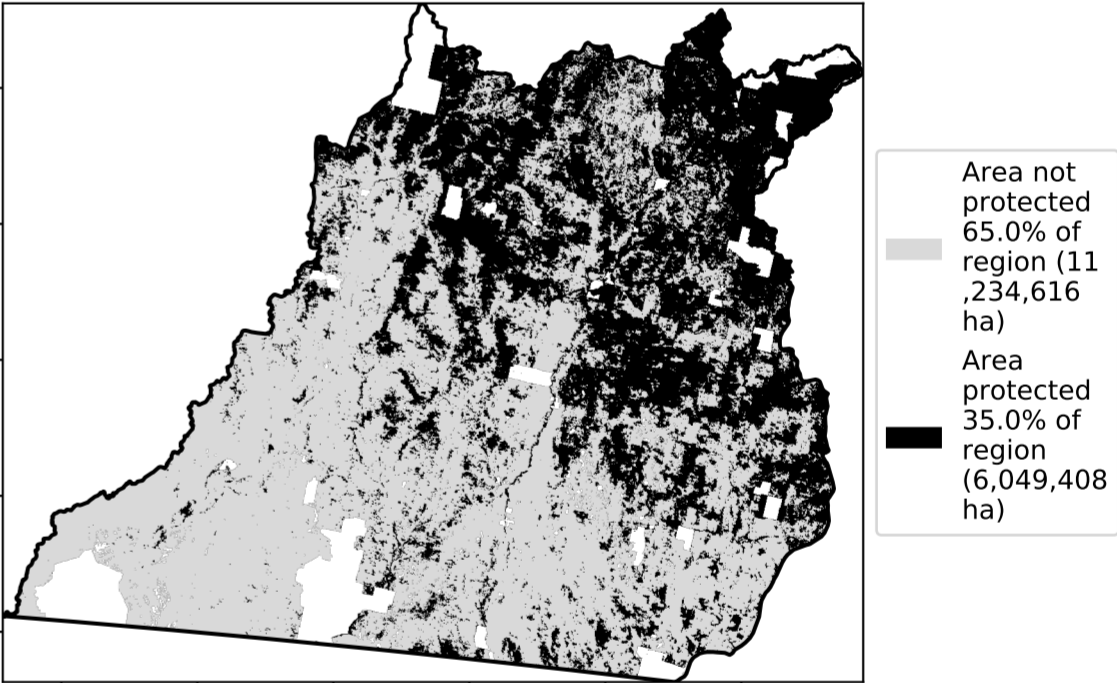 Area not
protected
65.0% of
region (11
,234,616
ha)
Area
protected
35.0% of
region
(6,049,408
ha)